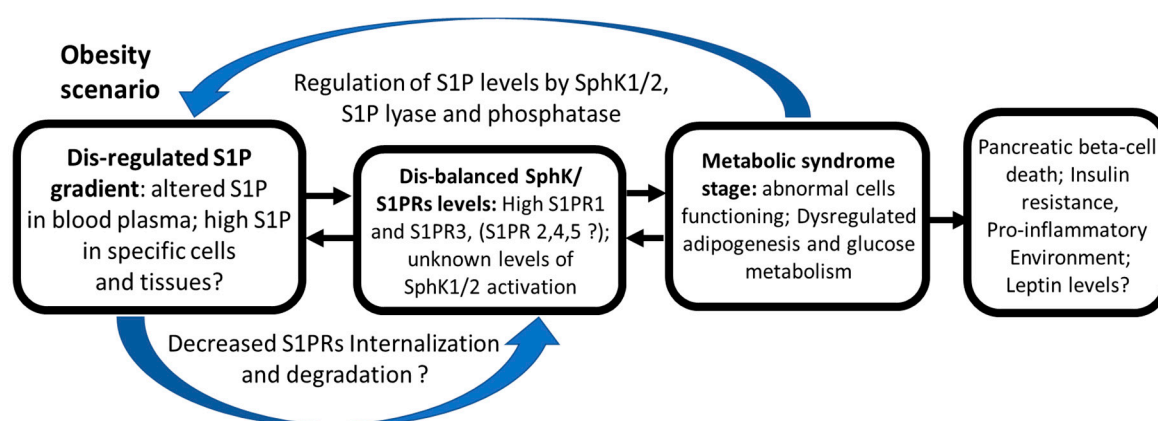 Obesity
scenario
Regulation of S1P levels by SphK1/2,
S1P lyase and phosphatase
Dis-regulated S1P
gradient: altered S1P
in blood plasma; high S1P
in specific cells
and tissues?
Dis-balanced SphK/
S1PRs levels: High S1PR1
and S1PR3, (S1PR 2,4,5 ?);
unknown levels of
SphK1/2 activation
Metabolic syndrome
stage: abnormal cells
functioning; Dysregulated
adipogenesis and glucose
metabolism
Pancreatic beta-cell
death; Insulin
resistance,
Pro-inflammatory
Environment;
Leptin levels?
Decreased S1PRs Internalization
and degradation ?